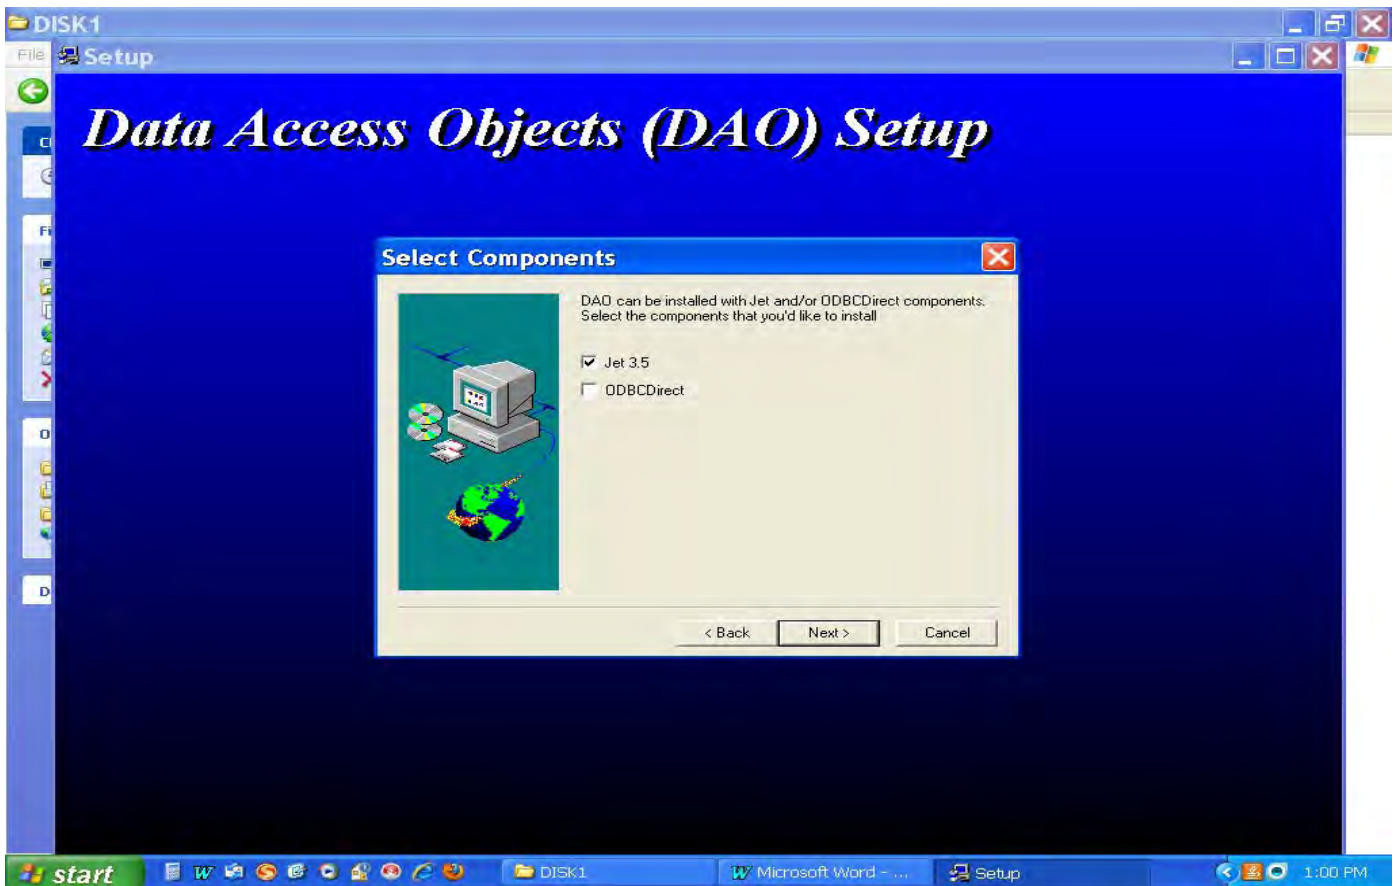 DISK1
File
Setup
Data Access Objects (DAO) Setup
Select Components
DAO can be installed with Jet and/or ODBCDirect components.
Select the components that you'd like to install
Jet 3.5
ODBCDirect
< Back
Next >
Cancel
start
DISK1
Microsoft Word - ...
Setup
1:00 PM